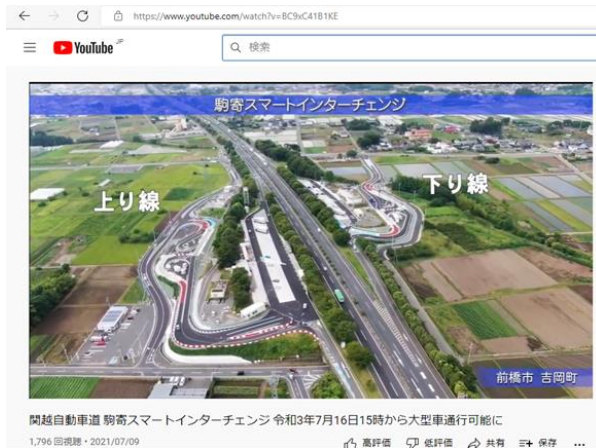 https://www.youtube.com/watch?v=BC9xC41B1KE
YouTube JP
検索
駒寄スマートインターチェンジ
上り線
下り線
前橋市 吉岡町
関越自動車道 駒寄スマートインターチェンジ 令和3年7月16日15時から大型車通行可能に
1,796 回視聴・2021/07/09
高評価 低評価 共有 保存 …